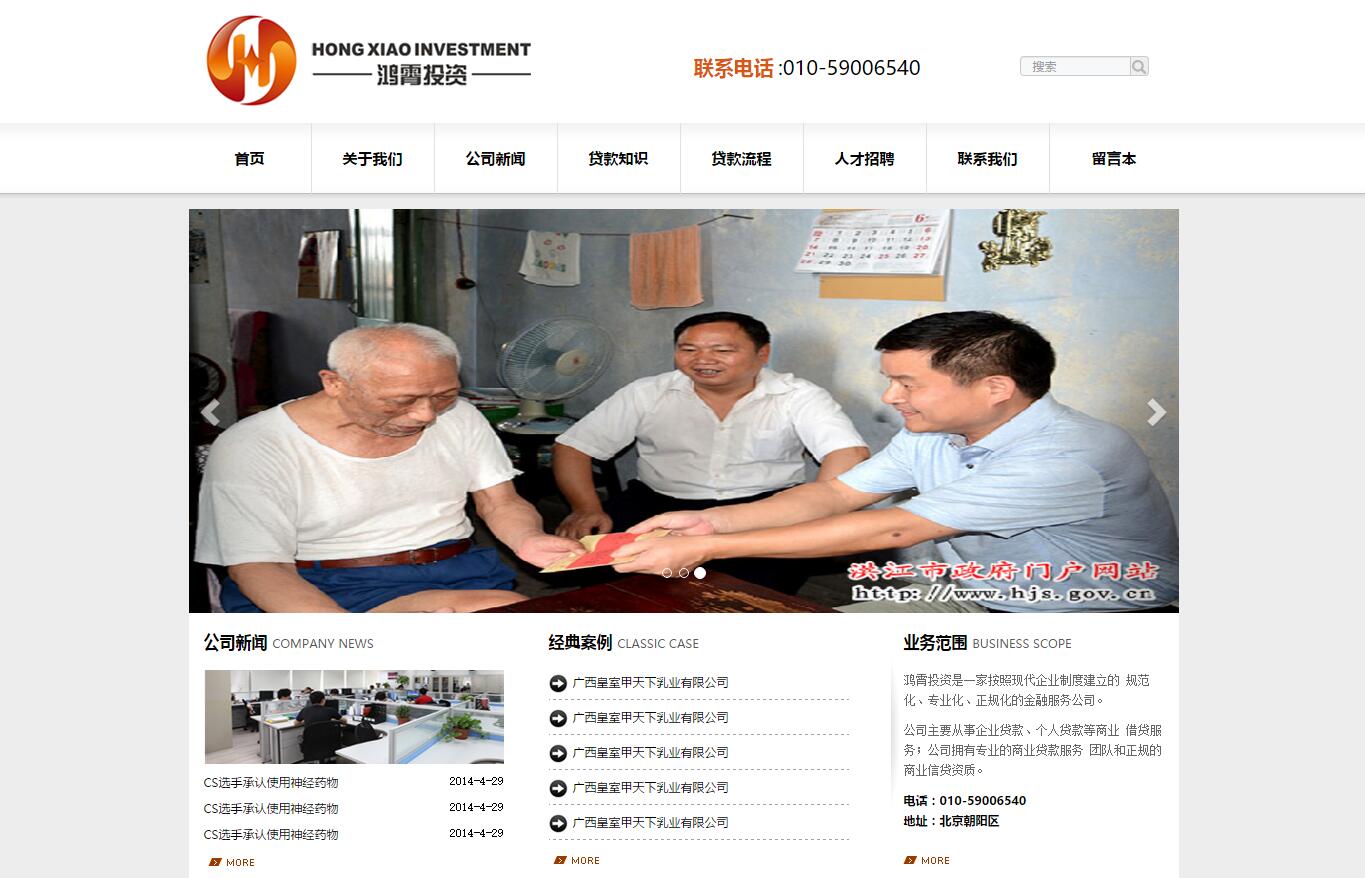 HONG XIAO INVESTMENT
鸿霄投资
联系电话:010-59006540
搜索
首页 关于我们 公司新闻 贷款知识 贷款流程 人才招聘 联系我们 留言本
洪江市政府门户网站
http://www.hjs.gov.cn
公司新闻 COMPANY NEWS
CS选手承认使用神经药物 2014-4-29
CS选手承认使用神经药物 2014-4-29
CS选手承认使用神经药物 2014-4-29
MORE
经典案例 CLASSIC CASE
广西皇室甲天下乳业有限公司
广西皇室甲天下乳业有限公司
广西皇室甲天下乳业有限公司
广西皇室甲天下乳业有限公司
广西皇室甲天下乳业有限公司
MORE
业务范围 BUSINESS SCOPE
鸿霄投资是一家按照现代企业制度建立的 规范
化、专业化、正规化的金融服务公司。
公司主要从事企业贷款、个人贷款等商业 借贷服
务；公司拥有专业的商业贷款服务 团队和正规的
商业信贷资质。
电话：010-59006540
地址：北京朝阳区
MORE